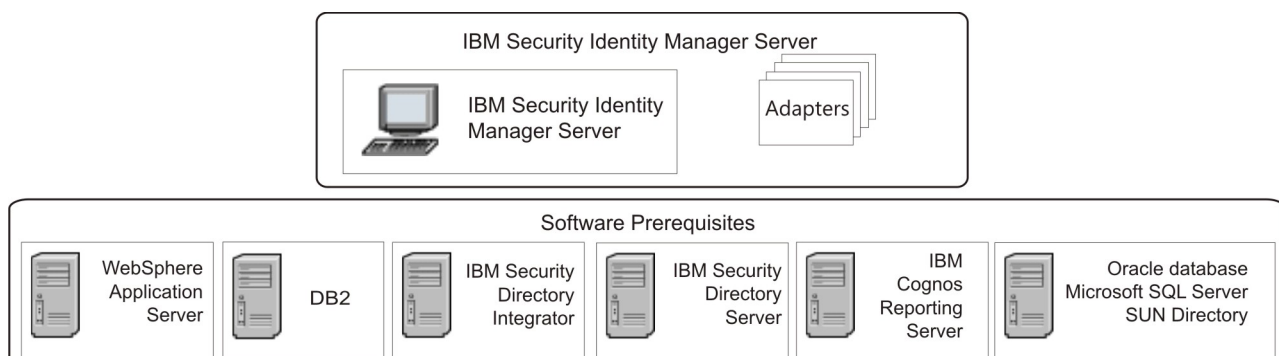 IBM Security Identity Manager Server
IBM Security Identity
Manager Server
Adapters
Software Prerequisites
WebSphere
Application
Server
DB2
IBM Security
Directory
Integrator
IBM Security
Directory
Server
IBM
Cognos
Reporting
Server
Oracle database
Microsoft SQL Server
SUN Directory